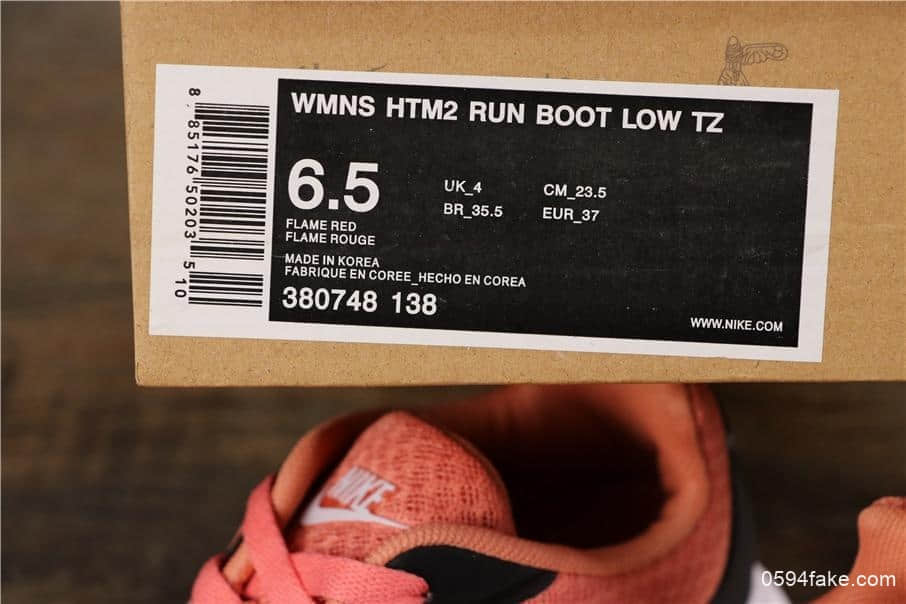 WMNS HTM2 RUN BOOT LOW TZ
6.5
UK_4 CM_23.5
BR_35.5 EUR_37
FLAME RED
FLAME ROUGE
MADE IN KOREA
FABRIQUE EN COREE_HECHO EN COREA
380748 138
WWW.NIKE.COM
8 85176 50203 5 10
NIKE
0594fake.com